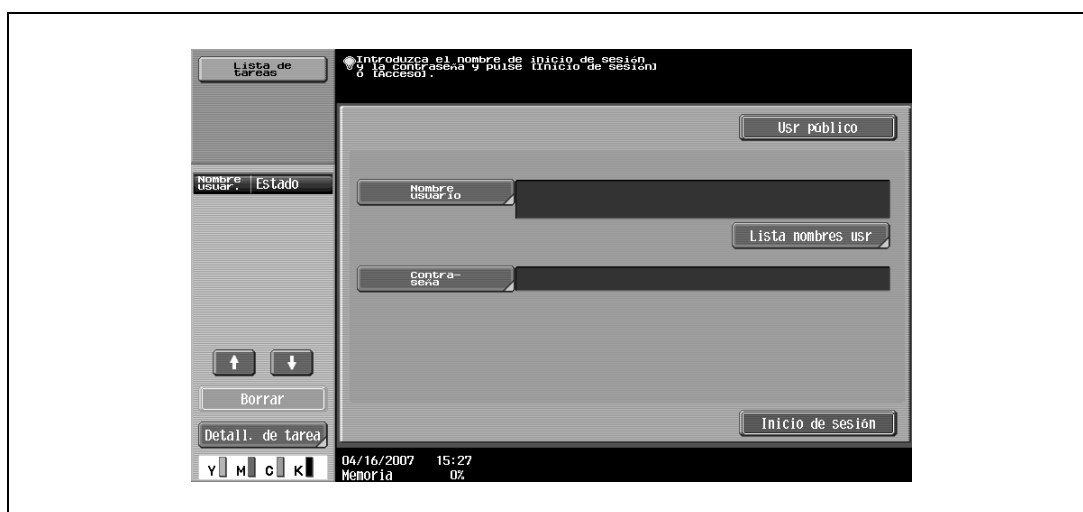 Lista de
tareas
Introduzca el nombre de inicio de sesión
y la contraseña y pulse [Inicio de sesión]
o [Acceso].
Usr público
Nombre
usuar.
Estado
Nombre
usuario
Lista nombres usr
Contra-
seña
Borrar
Detall. de tarea
Inicio de sesión
Y M C K
04/16/2007 15:27
Memoria 0%